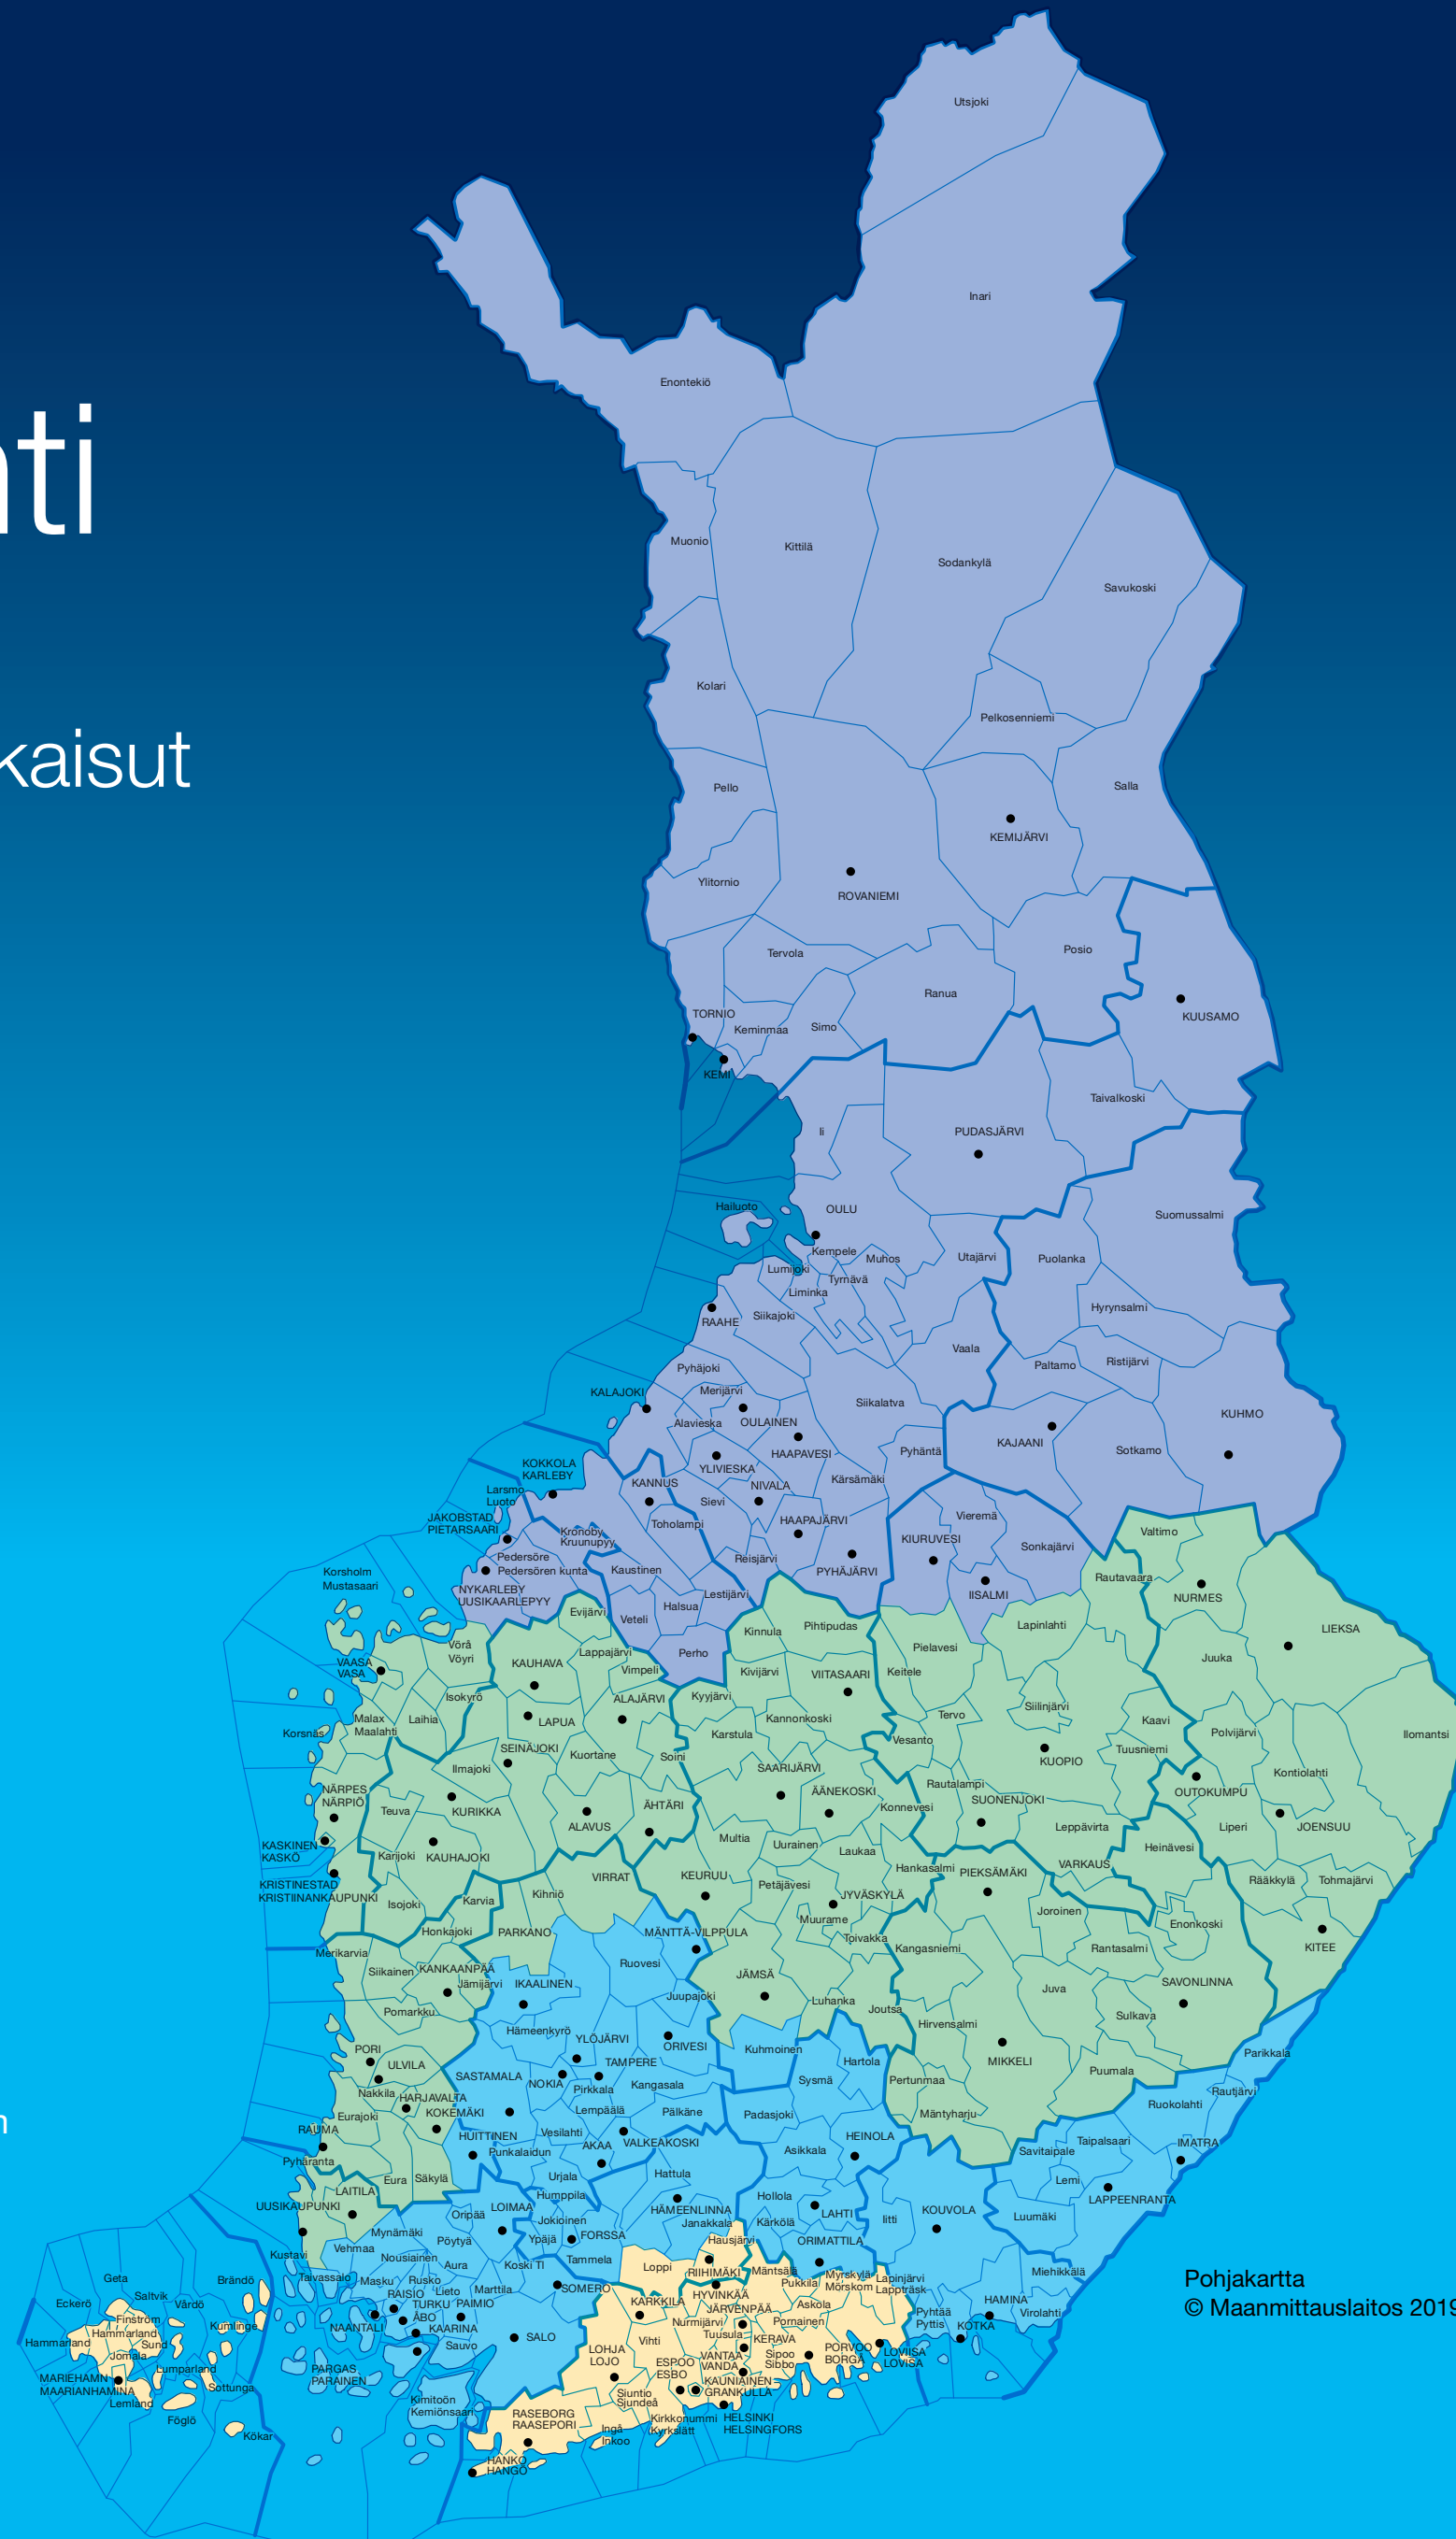 Utsjoki
Inari
Enontekiö
nti
Muonio
Kittilä
Sodankylä
Savukoski
Kolari
Pelkosenniemi
kaisut
Pello
Salla
KEMIJÄRVI
Ylitornio
ROVANIEMI
Tervola
Posio
Ranua
TORNIO
Keminmaa
Simo
KUUSAMO
KEMI
Taivalkoski
Ii
PUDASJÄRVI
Hailuoto
OULU
Suomussalmi
Kempele
Muhos
Utajärvi
Puolanka
Lumijoki
Tyrnävä
Liminka
Hyrynsalmi
RAAHE
Siikajoki
Vaala
Paltamo
Ristijärvi
Pyhäjoki
KALAJOKI
Merijärvi
Siikalatva
Alavieska
OULAINEN
KUHMO
HAAPAVESI
KAJAANI
Sotkamo
Pyhäntä
KOKKOLA
KARLEBY
YLIVIESKA
Kärsämäki
KANNUS
NIVALA
Larsmo
Luoto
Sievi
JAKOBSTAD
PIETARSAARI
Toholampi
HAAPAJÄRVI
Vieremä
Kronoby
Kruunupyy
KIURUVESI
Valtimo
Sonkajärvi
Pedersöre
Pedersören kunta
Reisjärvi
Kaustinen
PYHÄJÄRVI
Rautavaara
Korsholm
Mustasaari
NYKARLEBY
UUSIKAARLEPYY
Lestijärvi
IISALMI
NURMES
Halsua
Evijärvi
Veteli
Kinnula
Pihtipudas
Lapinlahti
LIEKSA
Vörå
Vöyri
Lappajärvi
Perho
Pielavesi
Juuka
VAASA
VASA
KAUHAVA
Vimpeli
Kivijärvi
VIITASAARI
Keitele
Isokyrö
ALAJÄRVI
Kyyjärvi
Siilinjärvi
Malax
Maalahti
Laihia
LAPUA
Kannonkoski
Tervo
Kaavi
Korsnäs
Karstula
Vesanto
Polvijärvi
Ilomantsi
SEINÄJOKI
Kuortane
Soini
KUOPIO
Tuusniemi
Ilmajoki
SAARIJÄRVI
Kontiolahti
NÄRPES
NÄRPIÖ
ÄÄNEKOSKI
Rautalampi
OUTOKUMPU
Teuva
KURIKKA
ÄHTÄRI
Konnevesi
SUONENJOKI
ALAVUS
Leppävirta
Liperi
JOENSUU
KASKINEN
KASKÖ
Multia
Uurainen
Laukaa
Heinävesi
Karijoki
KAUHAJOKI
Hankasalmi
PIEKSÄMÄKI
VARKAUS
KRISTINESTAD
KRISTIINANKAUPUNKI
VIRRAT
KEURUU
Petäjävesi
Rääkkylä
Tohmajärvi
Isojoki
Karvia
Kihniö
JYVÄSKYLÄ
Joroinen
Muurame
Enonkoski
Honkajoki
PARKANO
MÄNTTÄ-VILPPULA
Toivakka
Kangasniemi
Rantasalmi
KITEE
Merikarvia
Ruovesi
Siikainen
KANKAANPÄÄ
JÄMSÄ
Jämijärvi
IKAALINEN
Juva
SAVONLINNA
Juupajoki
Luhanka
Joutsa
Pomarkku
Sulkava
Hirvensalmi
Hämeenkyrö
YLÖJÄRVI
PORI
ORIVESI
Kuhmoinen
Parikkala
ULVILA
TAMPERE
Hartola
MIKKELI
SASTAMALA
NOKIA
Pirkkala
Kangasala
Sysmä
Pertunmaa
Puumala
Nakkila
HARJAVALTA
Rautjärvi
Eurajoki
KOKEMÄKI
Lempäälä
Pälkäne
Padasjoki
Mäntyharju
Ruokolahti
n
RAUMA
HUITTINEN
Vesilahti
HEINOLA
Taipalsaari
IMATRA
Punkalaidun
AKAA
VALKEAKOSKI
Asikkala
Savitaipale
Pyhäranta
Eura
Säkylä
Urjala
Hattula
Lemi
LAITILA
Humppila
Hollola
LAPPEENRANTA
UUSIKAUPUNKI
LOIMAA
HÄMEENLINNA
LAHTI
KOUVOLA
Oripää
Jokioinen
Janakkala
Kärkölä
Iitti
Luumäki
Mynämäki
Pöytyä
Ypäjä
FORSSA
Hausjärvi
ORIMATTILA
Vehmaa
Nousiainen
Kustavi
Aura
Koski Tl
Tammela
Loppi
RIIHIMÄKI
Mäntsälä
Myrskylä
Mörskom
Lapinjärvi
Lappträsk
Miehikkälä
Geta
Brändö
Taivassalo
Masku
Rusko
Lieto
Marttila
SOMERO
Pukkila
Pohjakartta
© Maanmittauslaitos 2019
Saltvik
Vårdö
RAISIO
TURKU
ÅBO
PAIMIO
KARKKILA
HYVINKÄÄ
JÄRVENPÄÄ
Askola
HAMINA
Eckerö
Finström
Kumlinge
NAANTALI
KAARINA
Nurmijärvi
Pornainen
Pyhtää
Pyttis
KOTKA
Virolahti
Hammarland
Hammarland
Sund
Sauvo
SALO
Vihti
Tuusula
KERAVA
Jomala
LOHJA
LOJO
VANTAA
VANDA
Sipoo
Sibbo
PORVOO
BORGÅ
LOVIISA
LOVISA
Lumparland
PARGAS
PARAINEN
ESPOO
ESBO
MARIEHAMN
MAARIANHAMINA
Sottunga
KAUNIAINEN
GRANKULLA
Lemland
Kimitoön
Kemiönsaari
Siuntio
Sjundeå
Föglö
RASEBORG
RAASEPORI
Kirkkonummi
Kyrkslätt
HELSINKI
HELSINGFORS
Kökar
Ingå
Inkoo
HANKO
HANGÖ